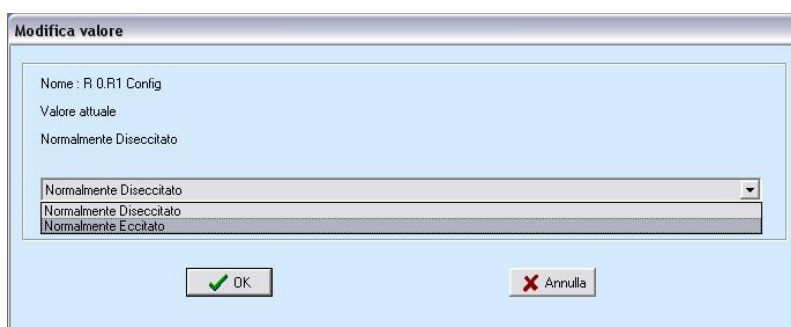 Modifica valore
Nome : R 0.R1 Config
Valore attuale
Normalmente Diseccitato
Normalmente Diseccitato
Normalmente Diseccitato
Normalmente Eccitato
OK
Annulla